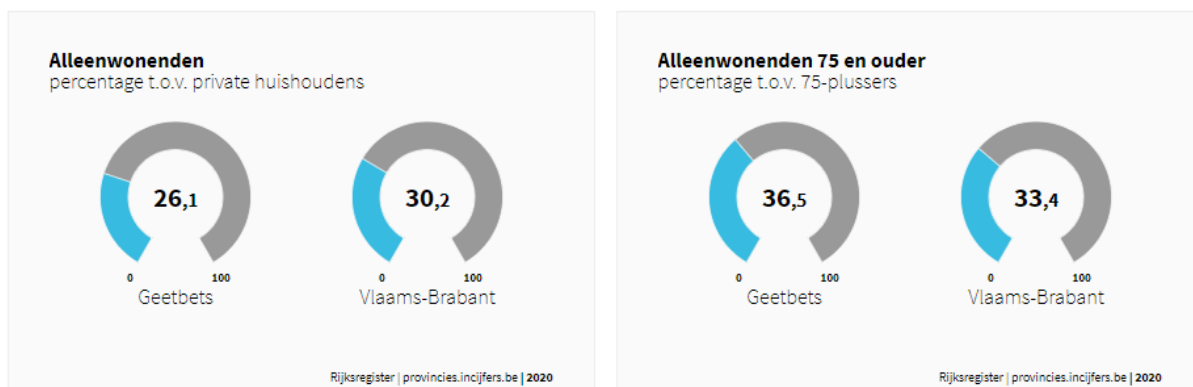 Alleenwonenden
percentage t.o.v. private huishoudens
26,1
30,2
0 100
0 100
Geetbets
Vlaams-Brabant
Rijksregister | provincies.incijfers.be | 2020
Alleenwonenden 75 en ouder
percentage t.o.v. 75-plussers
36,5
33,4
0 100
0 100
Geetbets
Vlaams-Brabant
Rijksregister | provincies.incijfers.be | 2020